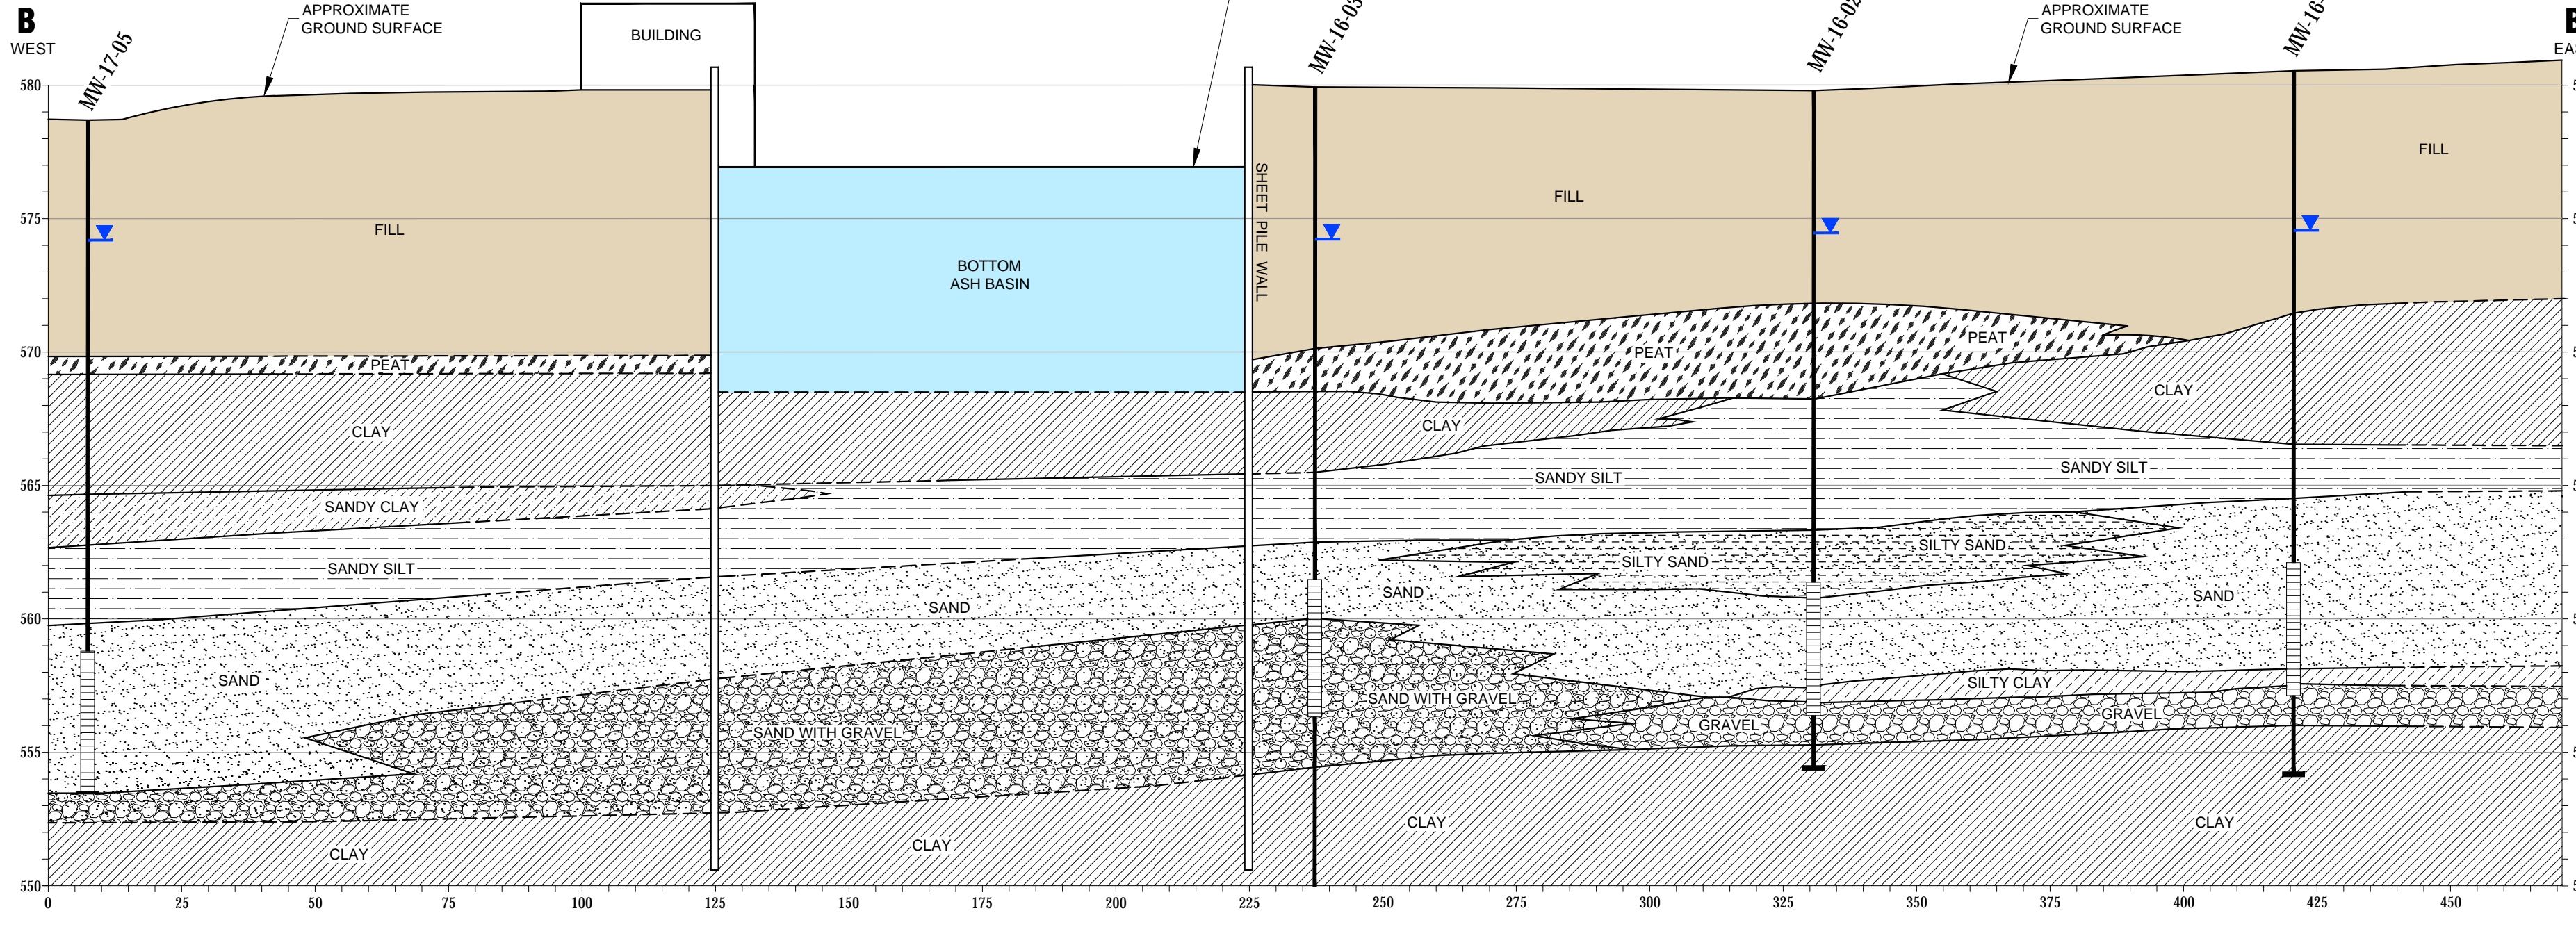 B
WEST
APPROXIMATE
GROUND SURFACE
BUILDING
APPROXIMATE
GROUND SURFACE
MW-17-05
MW-16-03
MW-16-02
MW-16-
580
575
570
565
560
555
550
FILL
FILL
FILL
SHEET PILE WALL
BOTTOM
ASH BASIN
PEAT
PEAT
PEAT
CLAY
CLAY
CLAY
SANDY CLAY
SANDY SILT
SANDY SILT
SANDY SILT
SILTY SAND
SILTY SAND
SAND
SAND
SAND
SAND
SILTY CLAY
SAND WITH GRAVEL
SAND WITH GRAVEL
GRAVEL
GRAVEL
CLAY
CLAY
CLAY
CLAY
0 25 50 75 100 125 150 175 200 225 250 275 300 325 350 375 400 425 450